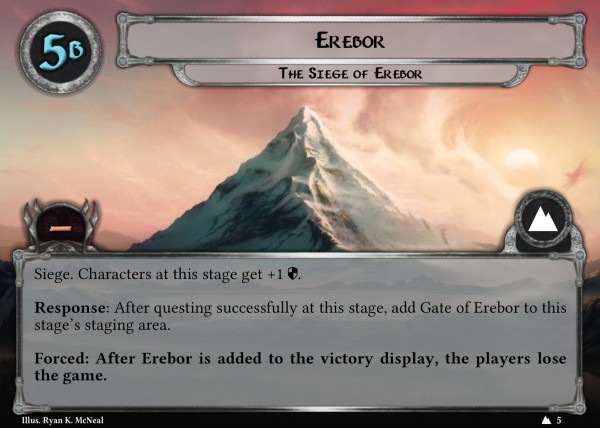 5B
Erebor
The Siege of Erebor
–
Siege. Characters at this stage get +1 .
Response: After questing successfully at this stage, add Gate of Erebor to this
stage's staging area.
Forced: After Erebor is added to the victory display, the players lose
the game.
Illus. Ryan K. McNeal
5